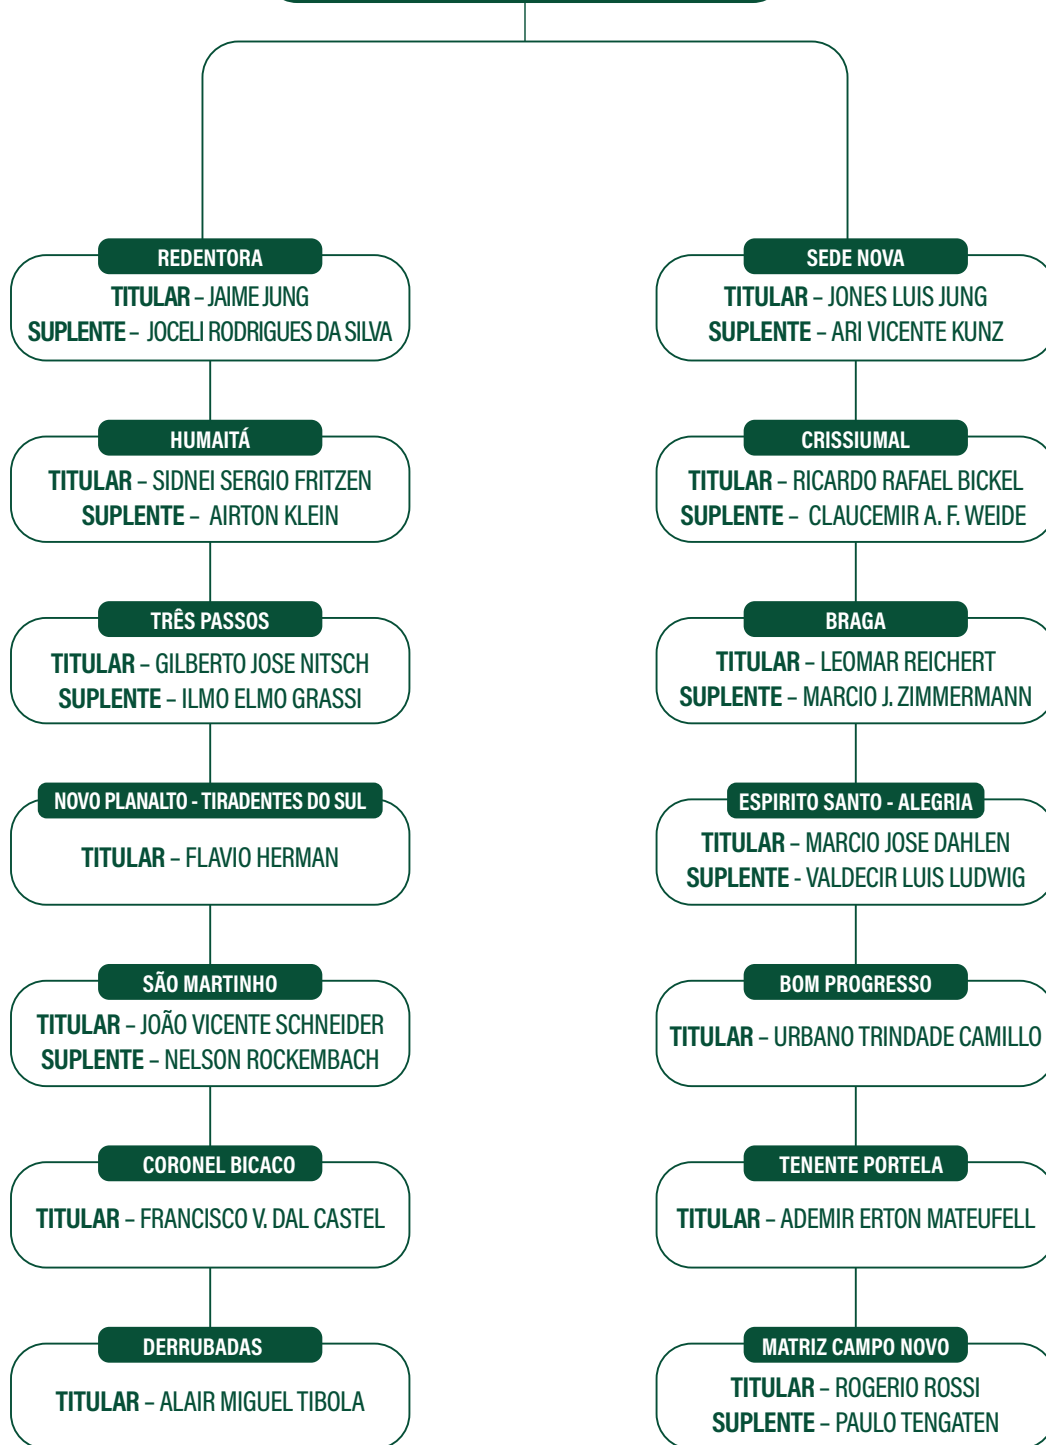 REDENTORA
TITULAR – JAIME JUNG
SUPLENTE – JOCELI RODRIGUES DA SILVA
HUMAITÁ
TITULAR – SIDNEI SERGIO FRITZEN
SUPLENTE – AIRTON KLEIN
TRÊS PASSOS
TITULAR – GILBERTO JOSE NITSCH
SUPLENTE – ILMO ELMO GRASSI
NOVO PLANALTO - TIRADENTES DO SUL
TITULAR – FLAVIO HERMAN
SÃO MARTINHO
TITULAR – JOÃO VICENTE SCHNEIDER
SUPLENTE – NELSON ROCKEMBACH
CORONEL BICACO
TITULAR – FRANCISCO V. DAL CASTEL
DERRUBADAS
TITULAR – ALAIR MIGUEL TIBOLA
SEDE NOVA
TITULAR – JONES LUIS JUNG
SUPLENTE – ARI VICENTE KUNZ
CRISSIUMAL
TITULAR – RICARDO RAFAEL BICKEL
SUPLENTE – CLAUCEMIR A. F. WEIDE
BRAGA
TITULAR – LEOMAR REICHERT
SUPLENTE – MARCIO J. ZIMMERMANN
ESPIRITO SANTO - ALEGRIA
TITULAR – MARCIO JOSE DAHLEN
SUPLENTE - VALDECIR LUIS LUDWIG
BOM PROGRESSO
TITULAR – URBANO TRINDADE CAMILLO
TENENTE PORTELA
TITULAR – ADEMIR ERTON MATEUFELL
MATRIZ CAMPO NOVO
TITULAR – ROGERIO ROSSI
SUPLENTE – PAULO TENGATEN